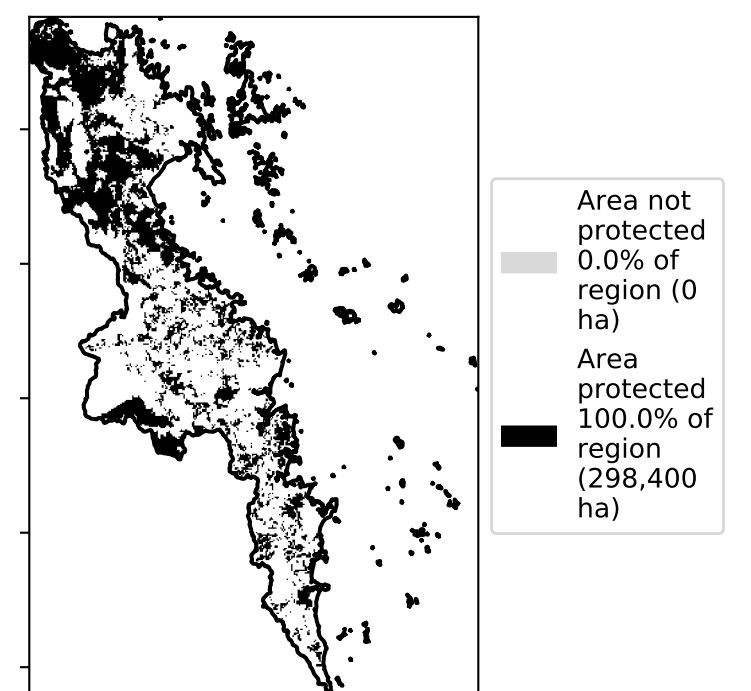 Area not
protected
0.0% of
region (0
ha)
Area
protected
100.0% of
region
(298,400
ha)